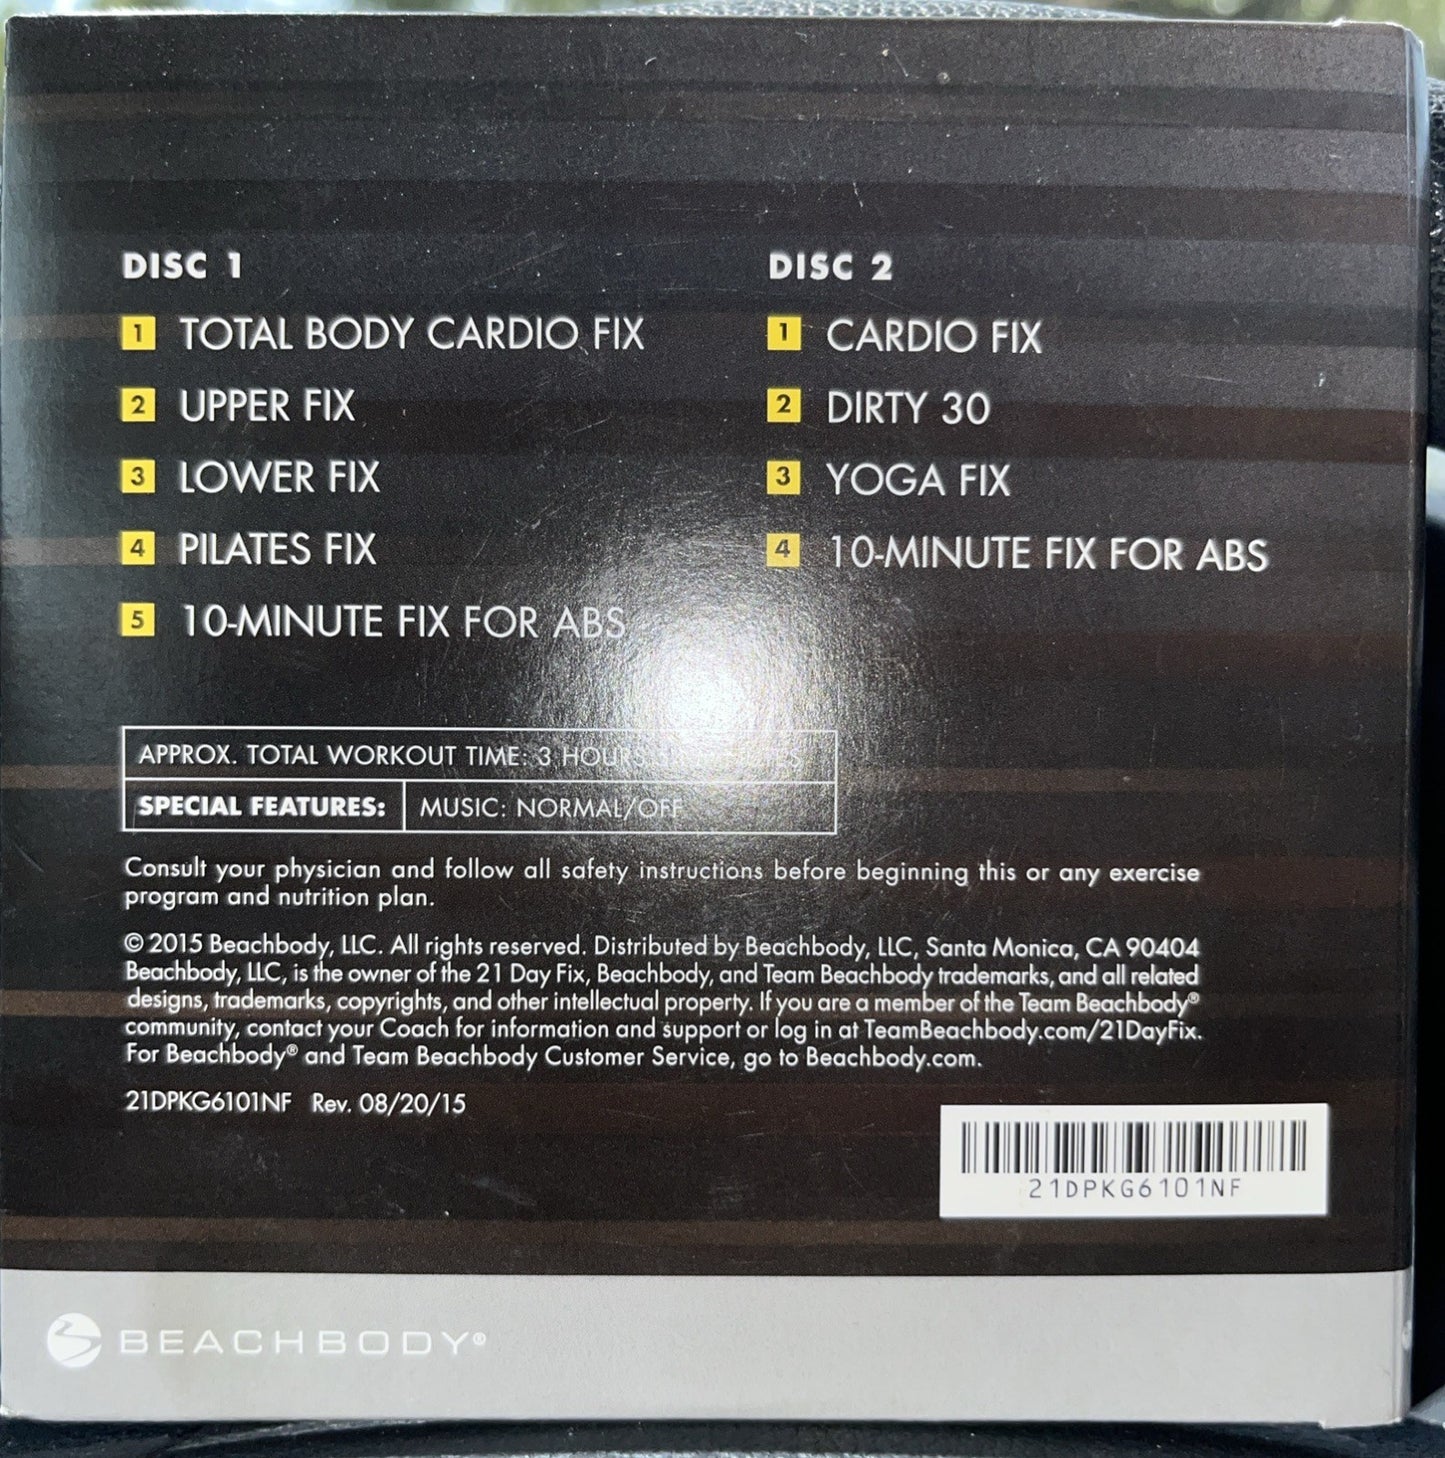 DISC 1
1 TOTAL BODY CARDIO FIX
2 UPPER FIX
3 LOWER FIX
4 PILATES FIX
5 10-MINUTE FIX FOR ABS
DISC 2
1 CARDIO FIX
2 DIRTY 30
3 YOGA FIX
4 10-MINUTE FIX FOR ABS
APPROX. TOTAL WORKOUT TIME: 3 HOURS
SPECIAL FEATURES: MUSIC: NORMAL/OFF
Consult your physician and follow all safety instructions before beginning this or any exercise
program and nutrition plan.
© 2015 Beachbody, LLC. All rights reserved. Distributed by Beachbody, LLC, Santa Monica, CA 90404
Beachbody, LLC, is the owner of the 21 Day Fix, Beachbody, and Team Beachbody trademarks, and all related
designs, trademarks, copyrights, and other intellectual property. If you are a member of the Team Beachbody®
community, contact your Coach for information and support or log in at TeamBeachbody.com/21DayFix.
For Beachbody® and Team Beachbody Customer Service, go to Beachbody.com.
21DPKG6101NF Rev. 08/20/15
21DPKG6101NF
BEACHBODY®